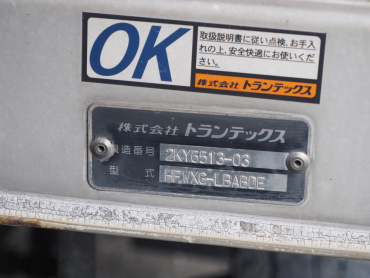 OK
取扱説明書に従い点検、お手入
れの上、安全快適にお使いくだ
さい。
株式会社 トランテックス
株式会社 トランテックス
製造番号 2KY5513-03
型 式